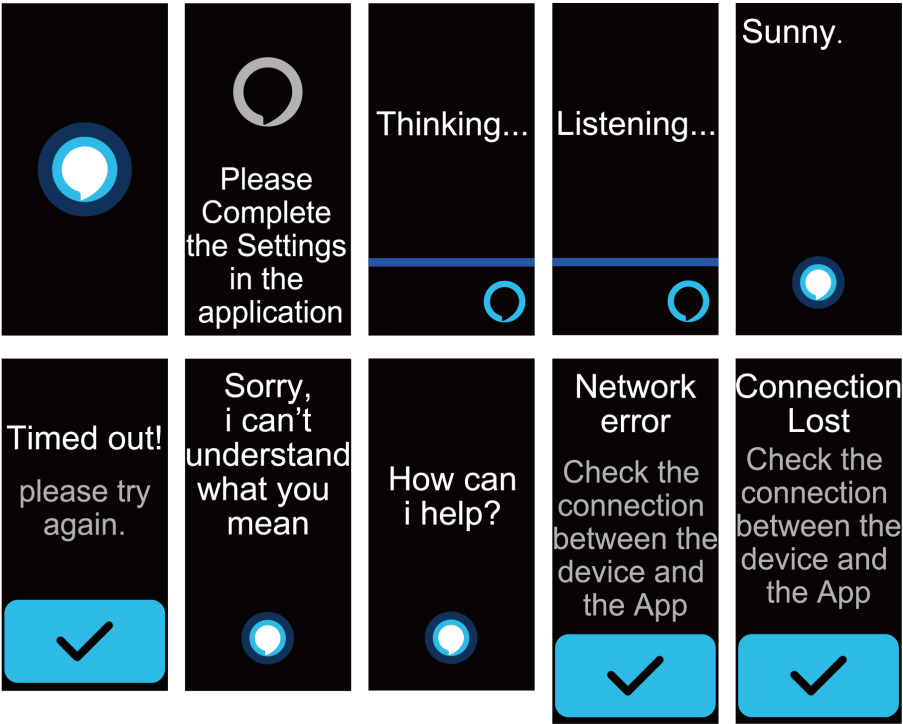 Please
Complete
the Settings
in the
application
Thinking...
Listening...
Sunny.
Timed out!
please try
again.
Sorry,
i can’t
understand
what you
mean
How can
i help?
Network
error
Check the
connection
between the
device and
the App
Connection
Lost
Check the
connection
between the
device and
the App